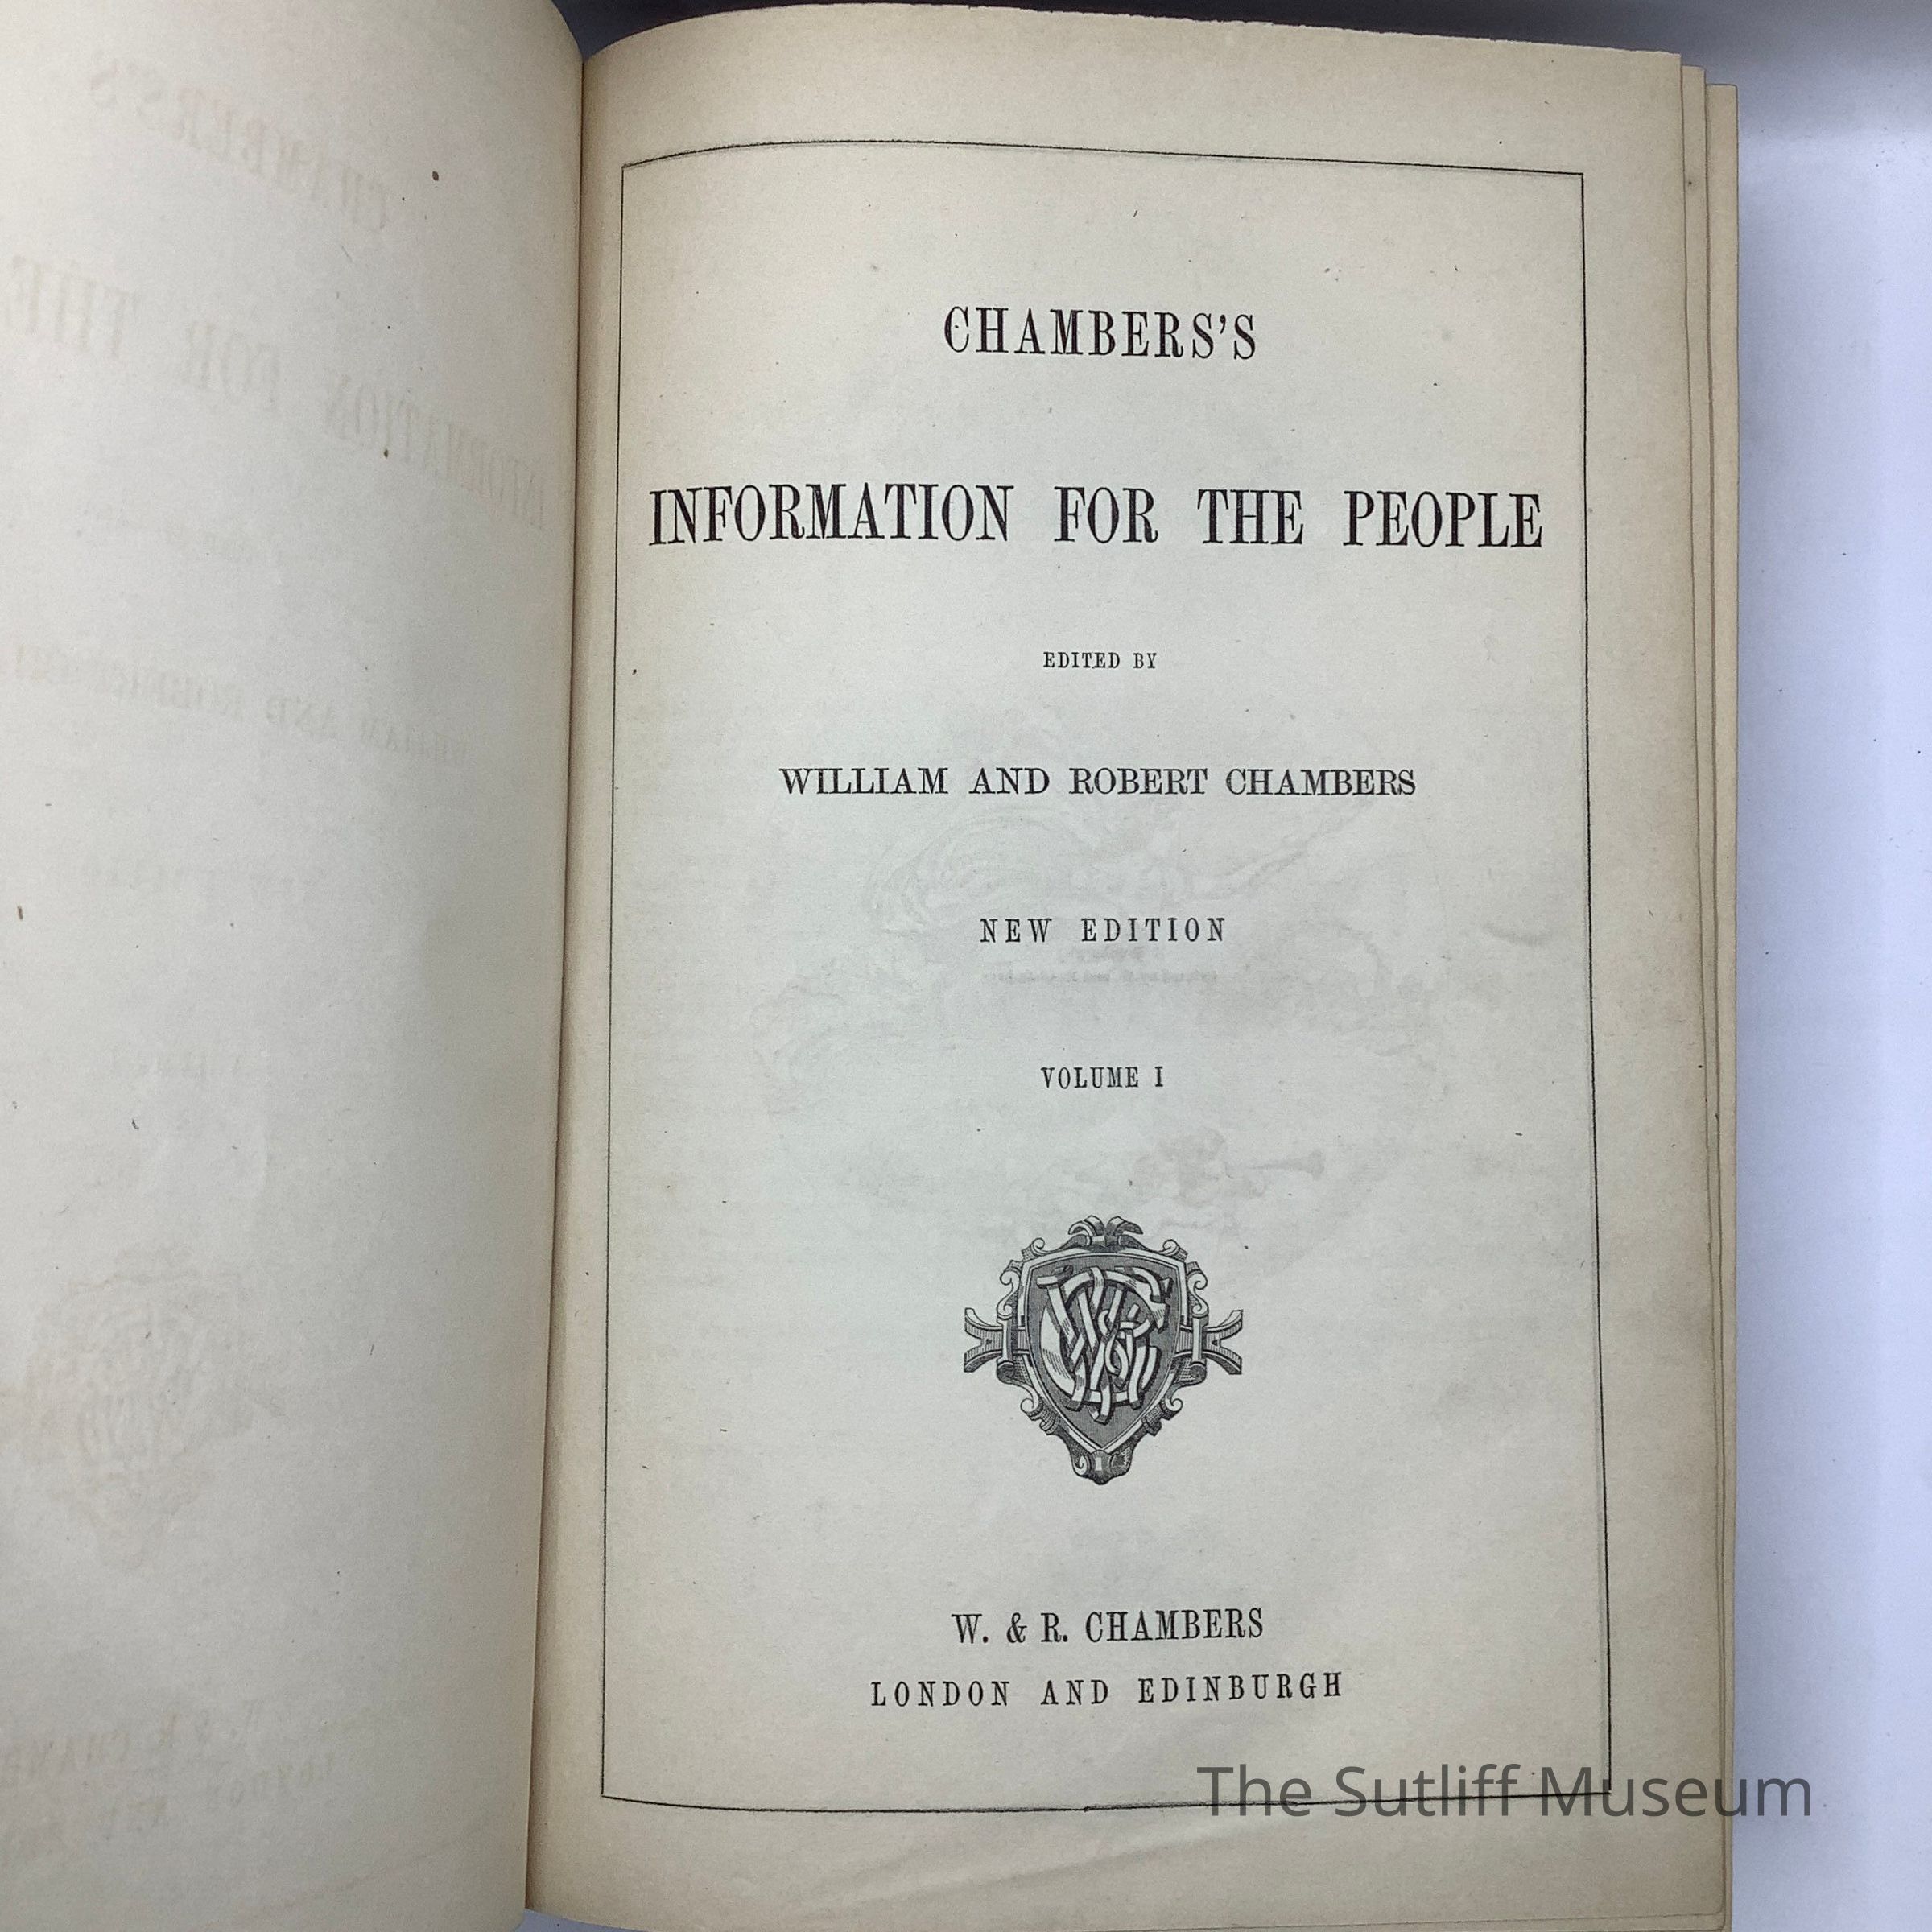 CHAMBERS'S
INFORMATION FOR THE PEOPLE
EDITED BY
WILLIAM AND ROBERT CHAMBERS
NEW EDITION
VOLUME I
W. & R. CHAMBERS
LONDON AND EDINBURGH
The Sutliff Museum